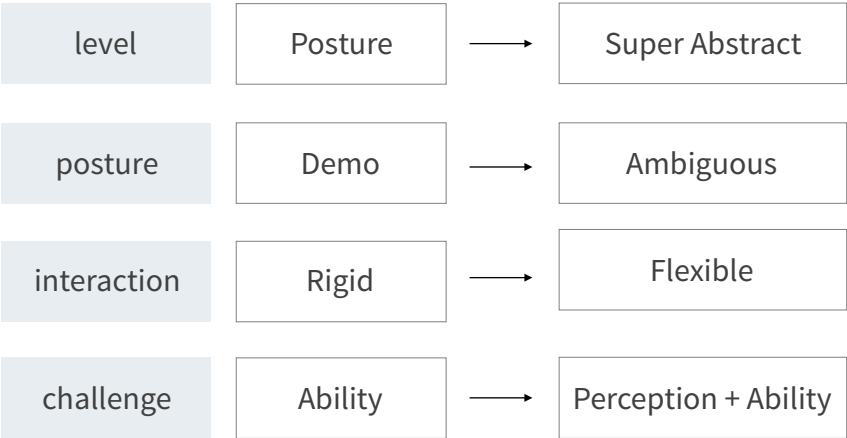 level Posture Super Abstract
posture Demo Ambiguous
interaction Rigid Flexible
challenge Ability Perception + Ability